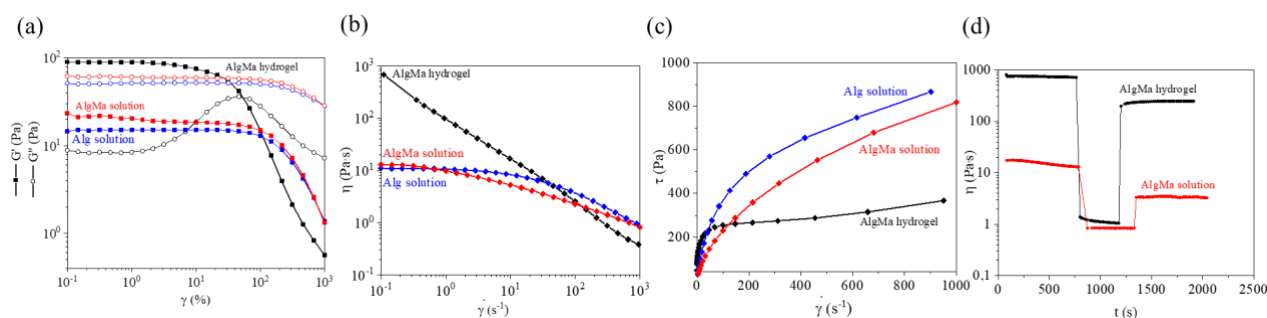 (a)
—■— G' (Pa)
—○— G'' (Pa)
10²
10¹
10⁰
AlgMa hydrogel
AlgMa solution
Alg solution
10⁻¹ 10⁰ 10¹ 10² 10³
γ (%)
(b)
η (Pa·s)
10³
10²
10¹
10⁰
10⁻¹
AlgMa hydrogel
AlgMa solution
Alg solution
10⁻¹ 10⁰ 10¹ 10² 10³
γ̇ (s⁻¹)
(c)
τ (Pa)
800
600
400
200
Alg solution
AlgMa solution
AlgMa hydrogel
0 200 400 600 800 1000
γ̇ (s⁻¹)
(d)
η (Pa·s)
1000
100
10
1
0.1
AlgMa hydrogel
AlgMa solution
0 500 1000 1500 2000 2500
t (s)